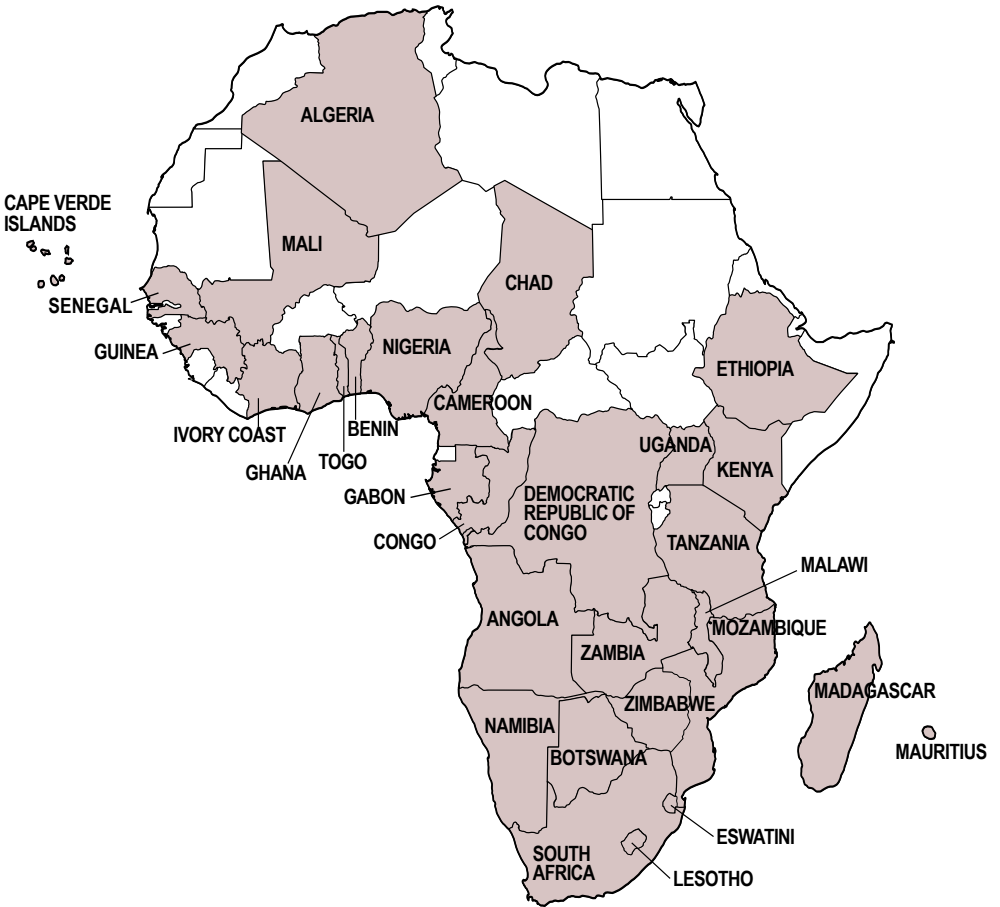 ALGERIA
CAPE VERDE
ISLANDS
MALI
CHAD
SENEGAL
GUINEA
NIGERIA
ETHIOPIA
CAMEROON
IVORY COAST
BENIN
UGANDA
GHANA
TOGO
KENYA
GABON
DEMOCRATIC
REPUBLIC OF
CONGO
CONGO
TANZANIA
MALAWI
ANGOLA
MOZAMBIQUE
ZAMBIA
MADAGASCAR
ZIMBABWE
NAMIBIA
MAURITIUS
BOTSWANA
ESWATINI
SOUTH
AFRICA
LESOTHO